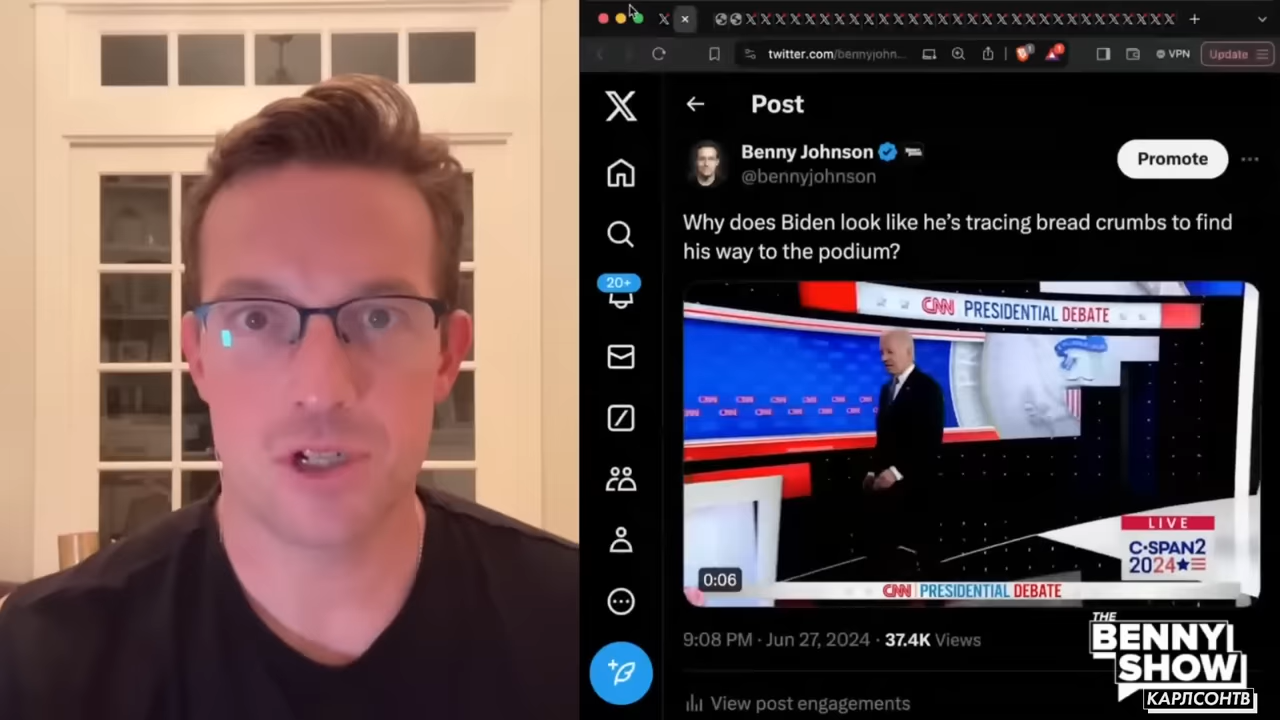 twitter.com/bennyjohn...
VPN
Update
Post
Benny Johnson
@bennyjohnson
Promote
Why does Biden look like he's tracing bread crumbs to find
his way to the podium?
20+
CNN PRESIDENTIAL DEBATE
LIVE
C-SPAN2
2024
0:06
CNN PRESIDENTIAL DEBATE
9:08 PM · Jun 27, 2024 · 37.4K Views
View post engagements
THE
BENNY
SHOW
КАРЛСОНТВ